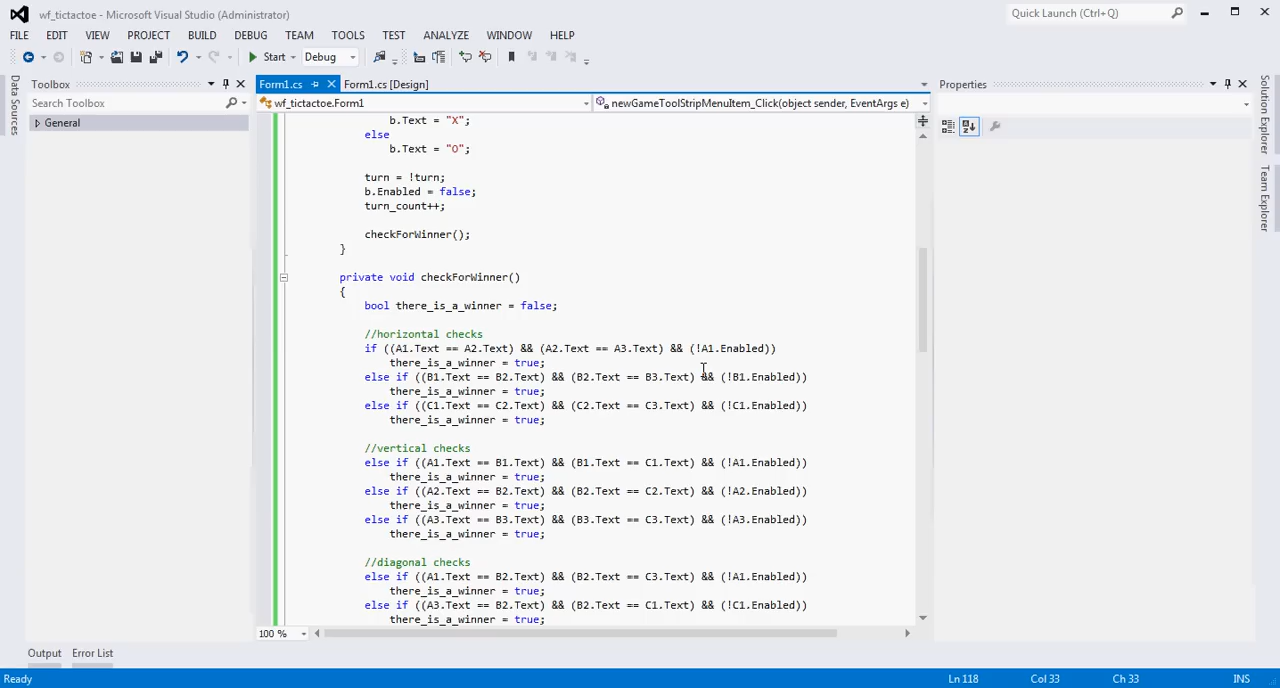 wf_tictactoe - Microsoft Visual Studio (Administrator)
Quick Launch (Ctrl+Q)
FILE EDIT VIEW PROJECT BUILD DEBUG TEAM TOOLS TEST ANALYZE WINDOW HELP
Start Debug
Data Sources
Toolbox
Form1.cs Form1.cs [Design]
Properties
Search Toolbox
wf_tictactoe.Form1
newGameToolStripMenuItem_Click(object sender, EventArgs e)
General
Solution Explorer
Team Explorer
b.Text = "X";
else
b.Text = "O";
turn = !turn;
b.Enabled = false;
turn_count++;
checkForWinner();
}
private void checkForWinner()
{
bool there_is_a_winner = false;
//horizontal checks
if ((A1.Text == A2.Text) && (A2.Text == A3.Text) && (!A1.Enabled))
there_is_a_winner = true;
else if ((B1.Text == B2.Text) && (B2.Text == B3.Text) && (!B1.Enabled))
there_is_a_winner = true;
else if ((C1.Text == C2.Text) && (C2.Text == C3.Text) && (!C1.Enabled))
there_is_a_winner = true;
//vertical checks
else if ((A1.Text == B1.Text) && (B1.Text == C1.Text) && (!A1.Enabled))
there_is_a_winner = true;
else if ((A2.Text == B2.Text) && (B2.Text == C2.Text) && (!A2.Enabled))
there_is_a_winner = true;
else if ((A3.Text == B3.Text) && (B3.Text == C3.Text) && (!A3.Enabled))
there_is_a_winner = true;
//diagonal checks
else if ((A1.Text == B2.Text) && (B2.Text == C3.Text) && (!A1.Enabled))
there_is_a_winner = true;
else if ((A3.Text == B2.Text) && (B2.Text == C1.Text) && (!C1.Enabled))
there_is_a_winner = true;
100 %
Output Error List
Ready
Ln 118 Col 33 Ch 33 INS